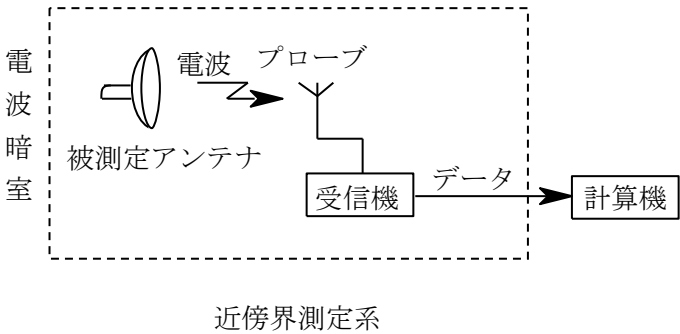 電波暗室
電波
プローブ
被測定アンテナ
受信機
データ
計算機
近傍界測定系